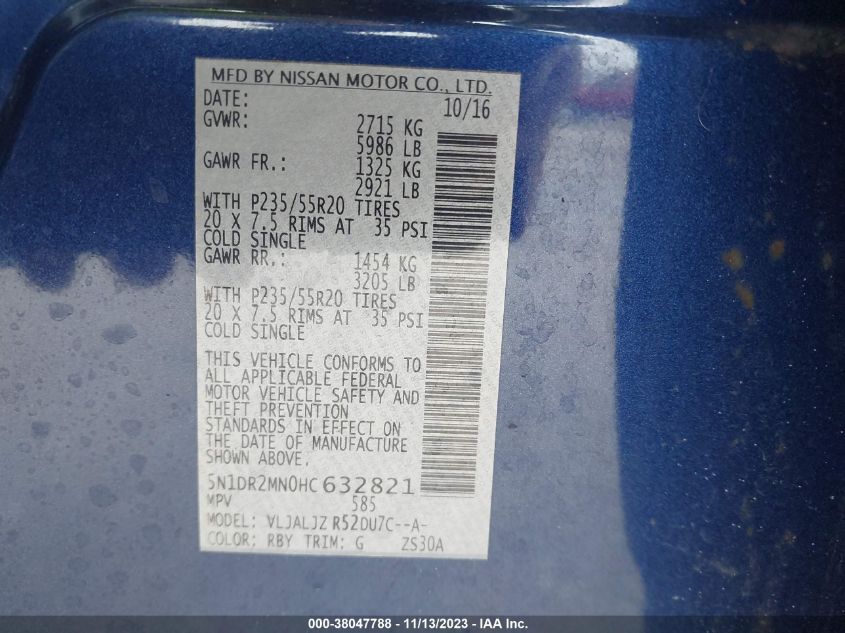 MFD BY NISSAN MOTOR CO., LTD.
DATE: 10/16
GVWR: 2715 KG
5986 LB
GAWR FR.: 1325 KG
2921 LB
WITH P235/55R20 TIRES
20 X 7.5 RIMS AT 35 PSI
COLD SINGLE
GAWR RR.: 1454 KG
3205 LB
WITH P235/55R20 TIRES
20 X 7.5 RIMS AT 35 PSI
COLD SINGLE
THIS VEHICLE CONFORMS TO
ALL APPLICABLE FEDERAL
MOTOR VEHICLE SAFETY AND
THEFT PREVENTION
STANDARDS IN EFFECT ON
THE DATE OF MANUFACTURE
SHOWN ABOVE.
5N1DR2MN0HC632821
MPV 585
MODEL: VLJALJZ R52DU7C--A-
COLOR: RBY TRIM: G ZS30A
000-38047788 - 11/13/2023 - IAA Inc.